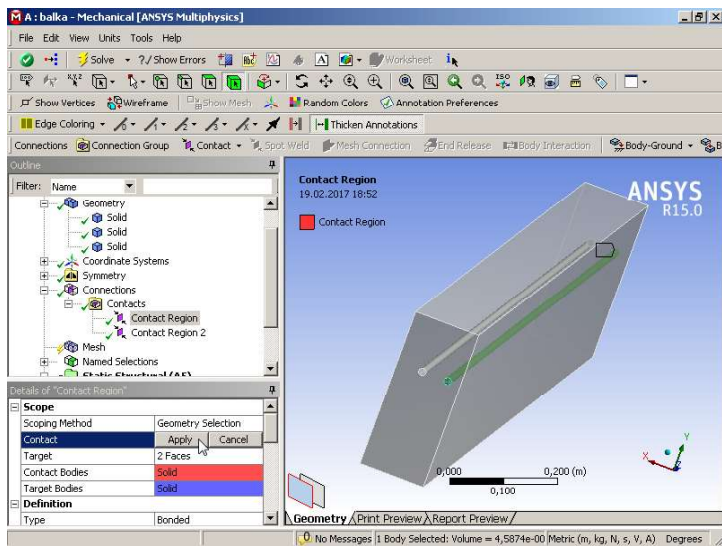 A : balka - Mechanical [ANSYS Multiphysics]
File Edit View Units Tools Help
Solve ?/ Show Errors A Worksheet
Show Vertices Wireframe Show Mesh Random Colors Annotation Preferences
Edge Coloring Thicken Annotations
Connections Connection Group Contact Spot Weld Mesh Connection End Release Body Interaction Body-Ground B
Outline
Filter: Name
Geometry
Solid
Solid
Solid
Coordinate Systems
Symmetry
Connections
Contacts
Contact Region
Contact Region 2
Mesh
Named Selections
Static Structural (A5)
Details of "Contact Region"
Scope
Scoping Method Geometry Selection
Contact Apply Cancel
Target 2 Faces
Contact Bodies Solid
Target Bodies Solid
Definition
Type Bonded
Contact Region
19.02.2017 18:52
Contact Region
ANSYS
R15.0
0,000 0,200 (m)
0,100
X Y Z
Geometry Print Preview Report Preview
No Messages 1 Body Selected: Volume = 4,5874e-00 Metric (m, kg, N, s, V, A) Degrees